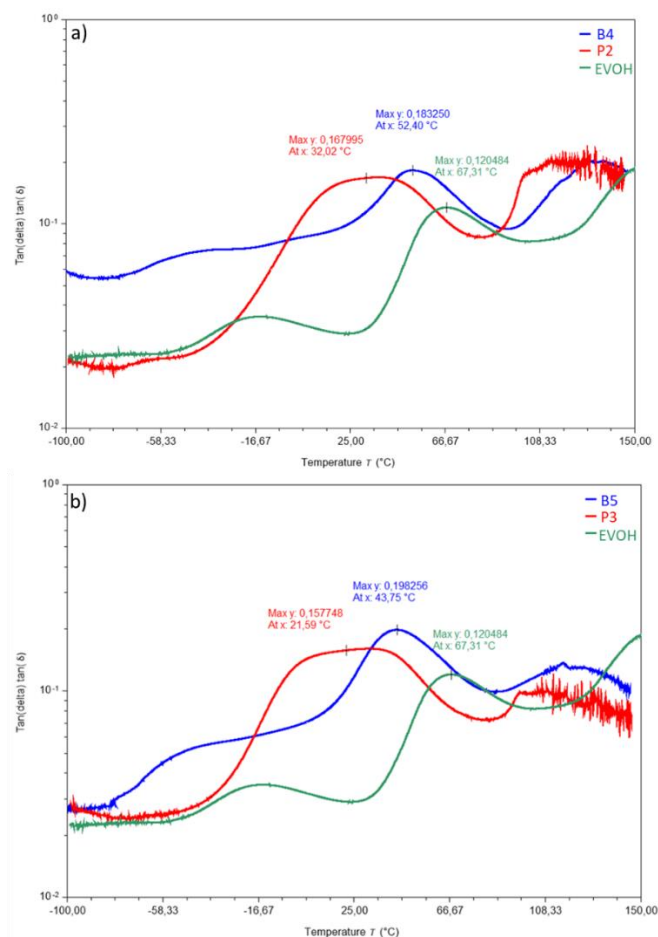 a)
B4
P2
EVOH
10⁰
Max y: 0,183250
At x: 52,40 °C
Max y: 0,167995
At x: 32,02 °C
Max y: 0,120484
At x: 67,31 °C
Tan(delta) tan( δ )
10⁻¹
10⁻²
-100,00 -58,33 -16,67 25,00 66,67 108,33 150,00
Temperature T (°C)
b)
B5
P3
EVOH
10⁰
Max y: 0,198256
At x: 43,75 °C
Max y: 0,157748
At x: 21,59 °C
Max y: 0,120484
At x: 67,31 °C
Tan(delta) tan( δ )
10⁻¹
10⁻²
-100,00 -58,33 -16,67 25,00 66,67 108,33 150,00
Temperature T (°C)